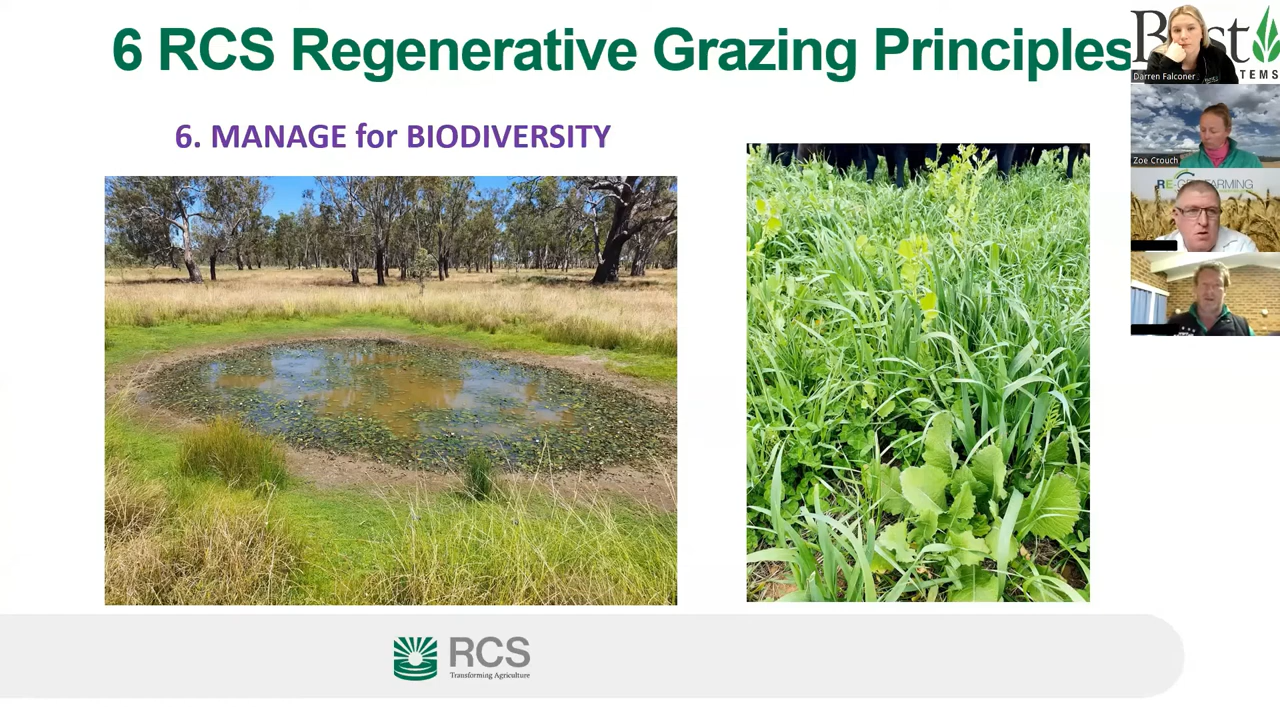 6 RCS Regenerative Grazing Principles
6. MANAGE for BIODIVERSITY
RCS
Transforming Agriculture
Darren Falconer
Zoe Crouch